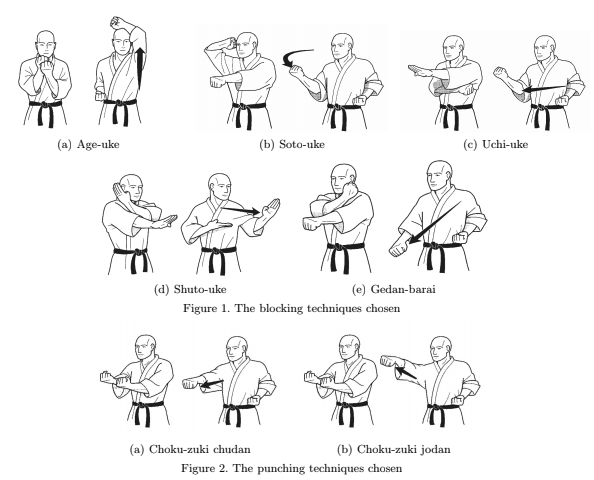 (a) Age-uke
(b) Soto-uke
(c) Uchi-uke
(d) Shuto-uke
(e) Gedan-barai
Figure 1. The blocking techniques chosen
(a) Choku-zuki chudan
(b) Choku-zuki jodan
Figure 2. The punching techniques chosen